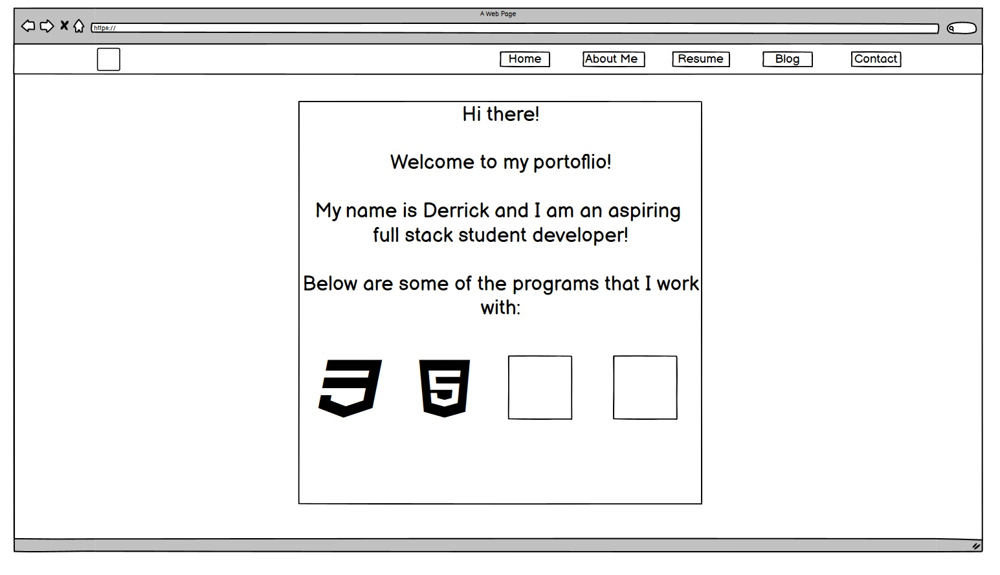 A Web Page
https://
Home
About Me
Resume
Blog
Contact
Hi there!
Welcome to my portoflio!
My name is Derrick and I am an aspiring
full stack student developer!
Below are some of the programs that I work
with: